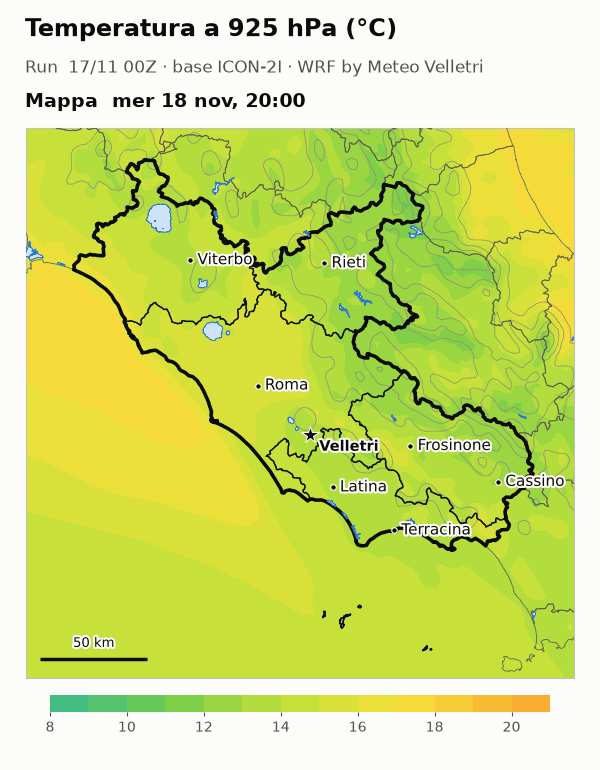 Temperatura a 925 hPa (°C)
Run  17/11 00Z · base ICON-2I · WRF by Meteo Velletri
Mappa  mer 18 nov, 20:00
Viterbo
Rieti
Roma
Velletri
Frosinone
Cassino
Latina
Terracina
50 km
8 10 12 14 16 18 20